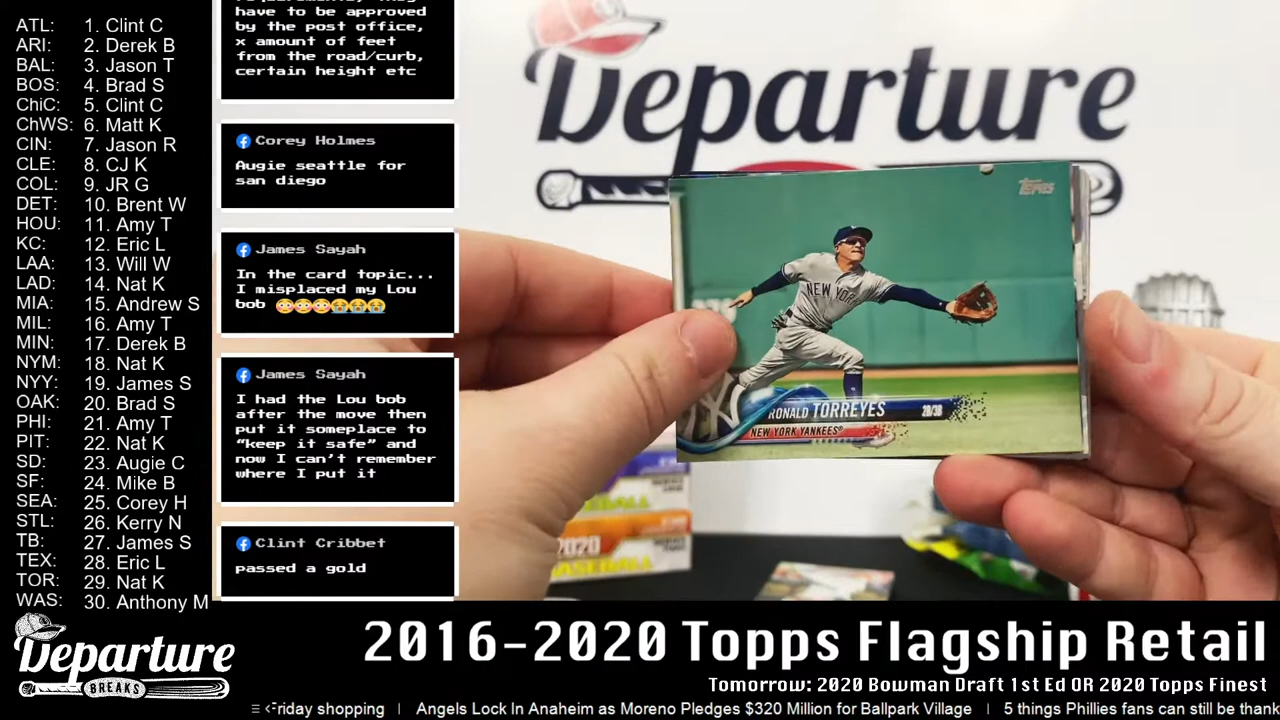 ATL: 1. Clint C
ARI: 2. Derek B
BAL: 3. Jason T
BOS: 4. Brad S
ChiC: 5. Clint C
ChWS: 6. Matt K
CIN: 7. Jason R
CLE: 8. CJ K
COL: 9. JR G
DET: 10. Brent W
HOU: 11. Amy T
KC: 12. Eric L
LAA: 13. Will W
LAD: 14. Nat K
MIA: 15. Andrew S
MIL: 16. Amy T
MIN: 17. Derek B
NYM: 18. Nat K
NYY: 19. James S
OAK: 20. Brad S
PHI: 21. Amy T
PIT: 22. Nat K
SD: 23. Augie C
SF: 24. Mike B
SEA: 25. Corey H
STL: 26. Kerry N
TB: 27. James S
TEX: 28. Eric L
TOR: 29. Nat K
WAS: 30. Anthony M
have to be approved
by the post office,
x amount of feet
from the road/curb,
certain height etc
Corey Holmes
Augie seattle for
san diego
James Sayah
In the card topic...
I misplaced my Lou
bob 😳😳😳😭😭😭
James Sayah
I had the Lou bob
after the move then
put it someplace to
"keep it safe" and
now I can't remember
where I put it
Clint Cribbet
passed a gold
Departure
Topps
NEW YORK
RONALD TORREYES
2B/3B
NEW YORK YANKEES®
2020
BASEBALL
Departure
BREAKS
2016-2020 Topps Flagship Retail
Tomorrow: 2020 Bowman Draft 1st Ed OR 2020 Topps Finest
Friday shopping | Angels Lock In Anaheim as Moreno Pledges $320 Million for Ballpark Village | 5 things Phillies fans can still be thank